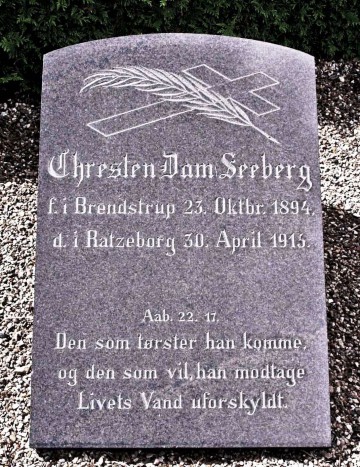 Chresten Dam Seeberg
f. i Brendstrup 23. Oktbr. 1894.
d. i Ratzeborg 30. April 1915.
Aab. 22. 17.
Den som tørster han komme,
og den som vil, han modtage
Livets Vand uforskyldt.